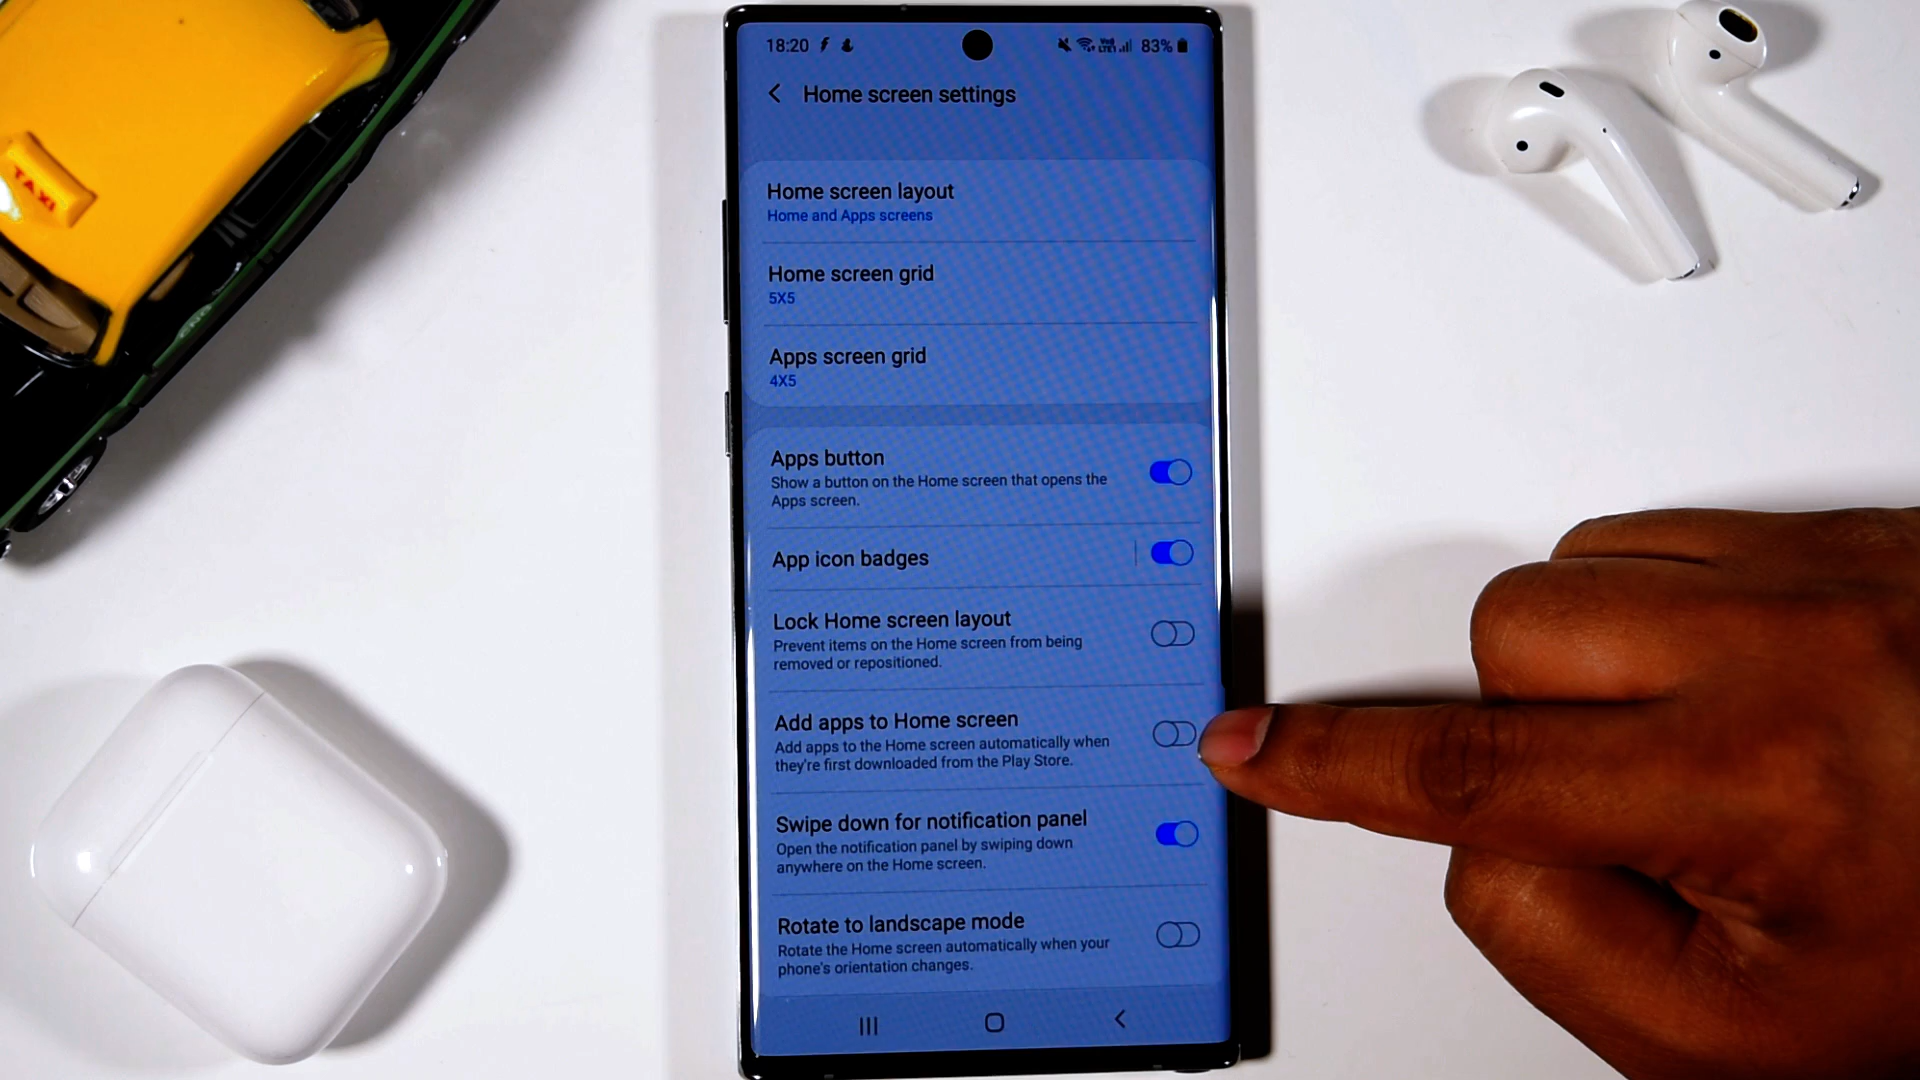 TAXI
18:20
83%
Home screen settings
Home screen layout
Home and Apps screens
Home screen grid
5X5
Apps screen grid
4X5
Apps button
Show a button on the Home screen that opens the
Apps screen.
App icon badges
Lock Home screen layout
Prevent items on the Home screen from being
removed or repositioned.
Add apps to Home screen
Add apps to the Home screen automatically when
they're first downloaded from the Play Store.
Swipe down for notification panel
Open the notification panel by swiping down
anywhere on the Home screen.
Rotate to landscape mode
Rotate the Home screen automatically when your
phone's orientation changes.